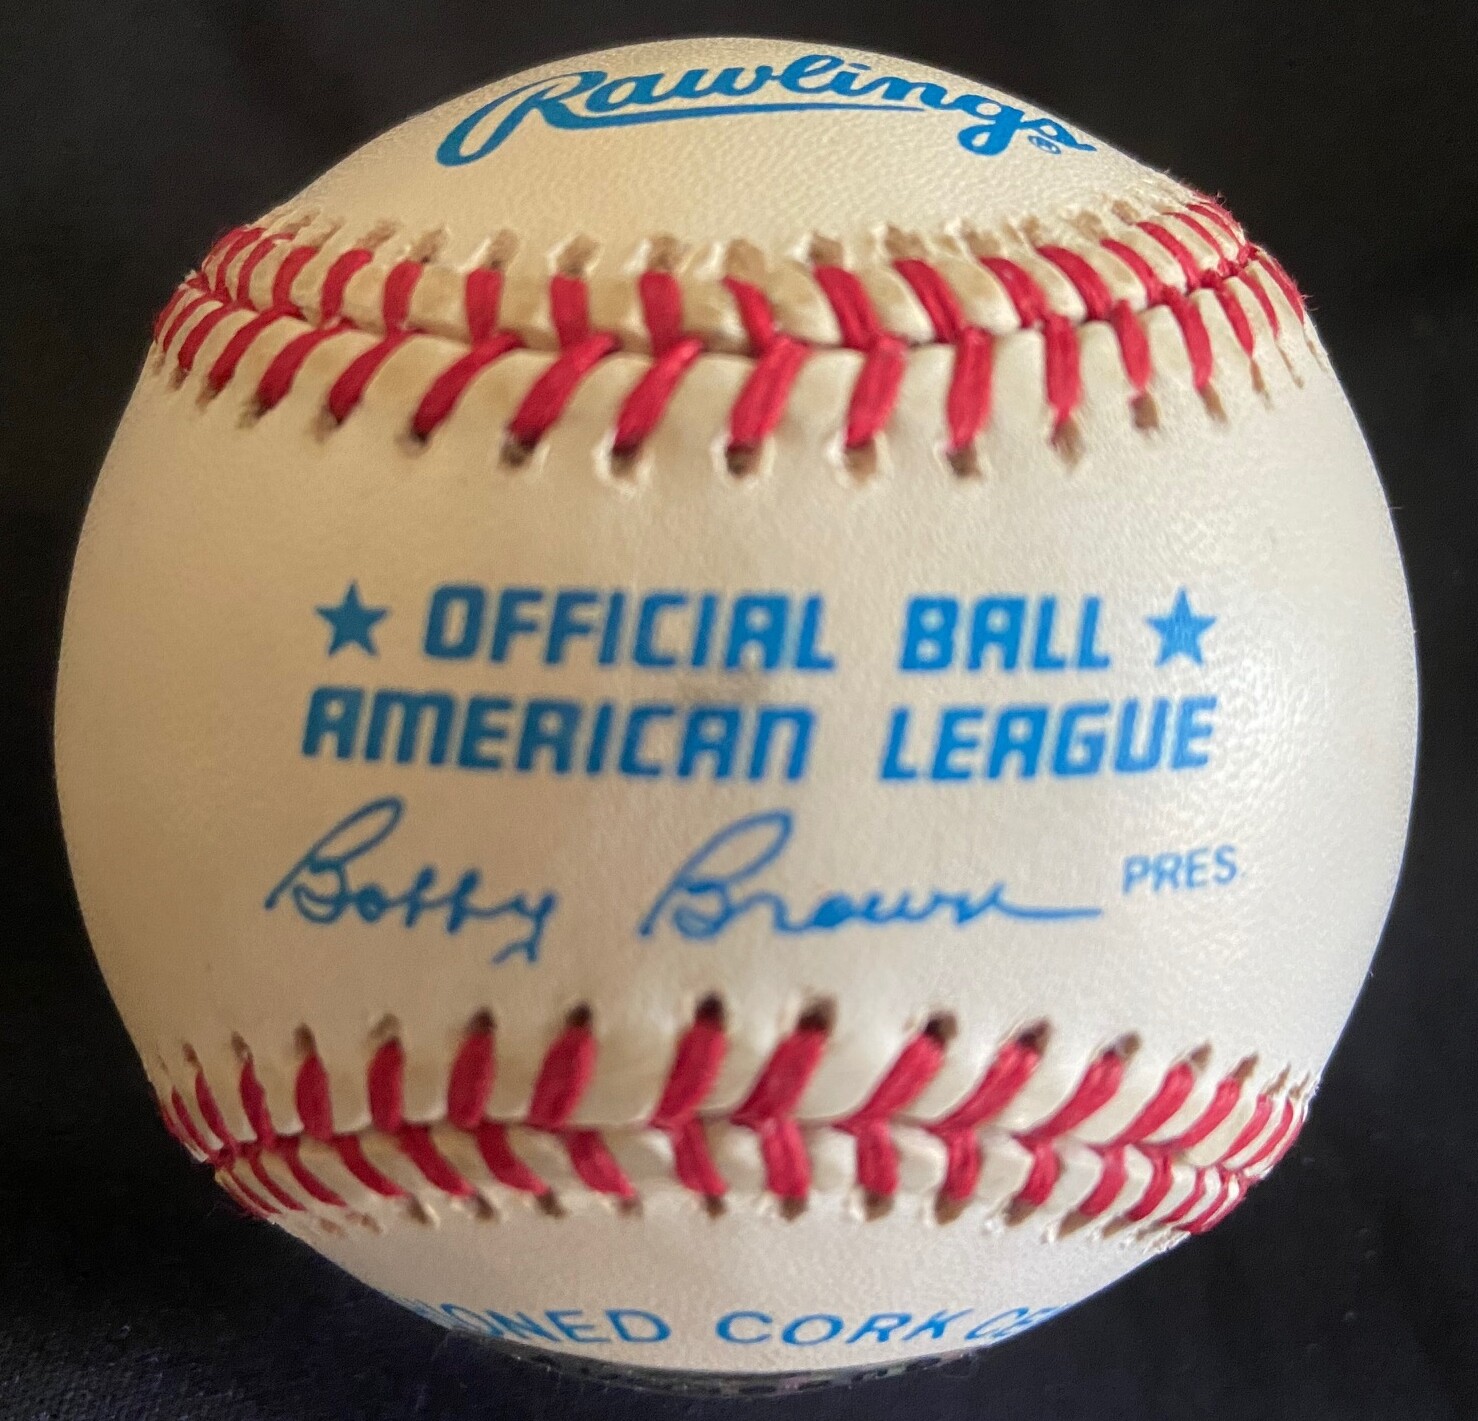 Rawlings®
★ OFFICIAL BALL ★
AMERICAN LEAGUE
Bobby Brown PRES.
CORK